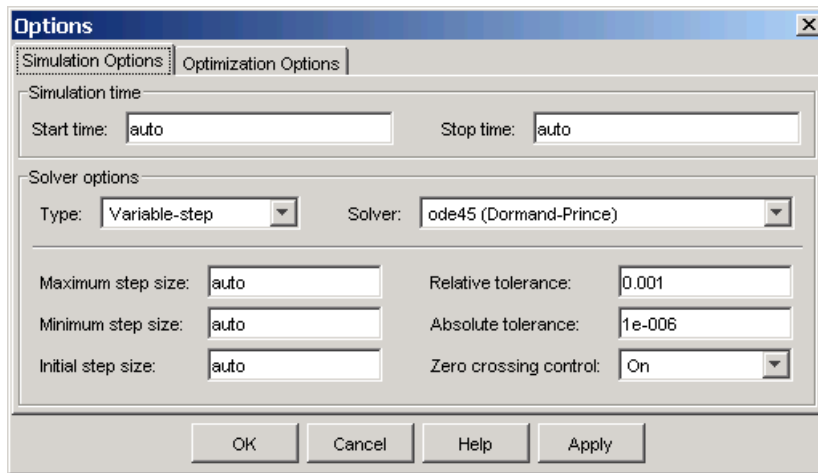 Options
Simulation Options Optimization Options
Simulation time
Start time: auto Stop time: auto
Solver options
Type: Variable-step Solver: ode45 (Dormand-Prince)
Maximum step size: auto Relative tolerance: 0.001
Minimum step size: auto Absolute tolerance: 1e-006
Initial step size: auto Zero crossing control: On
OK Cancel Help Apply